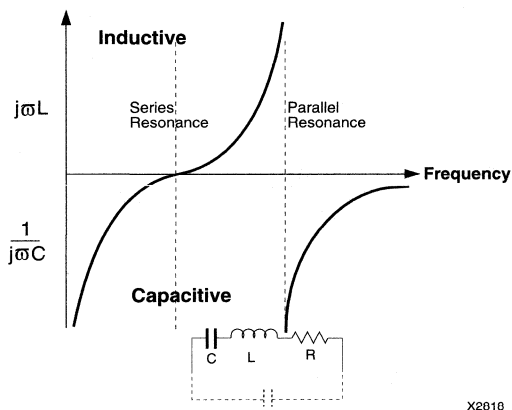 Inductive
jϖL
Series
Resonance
Parallel
Resonance
Frequency
1
jϖC
Capacitive
C
L
R
X2818